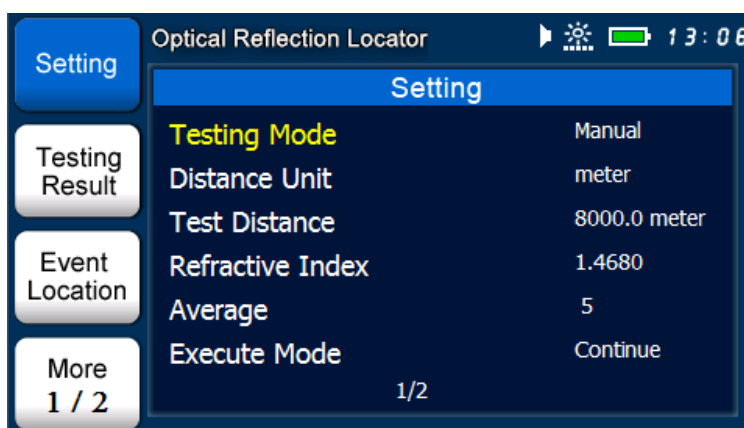 Optical Reflection Locator 13:06
Setting
Testing
Result
Event
Location
More
1 / 2
Setting
Testing Mode Manual
Distance Unit meter
Test Distance 8000.0 meter
Refractive Index 1.4680
Average 5
Execute Mode Continue
1/2